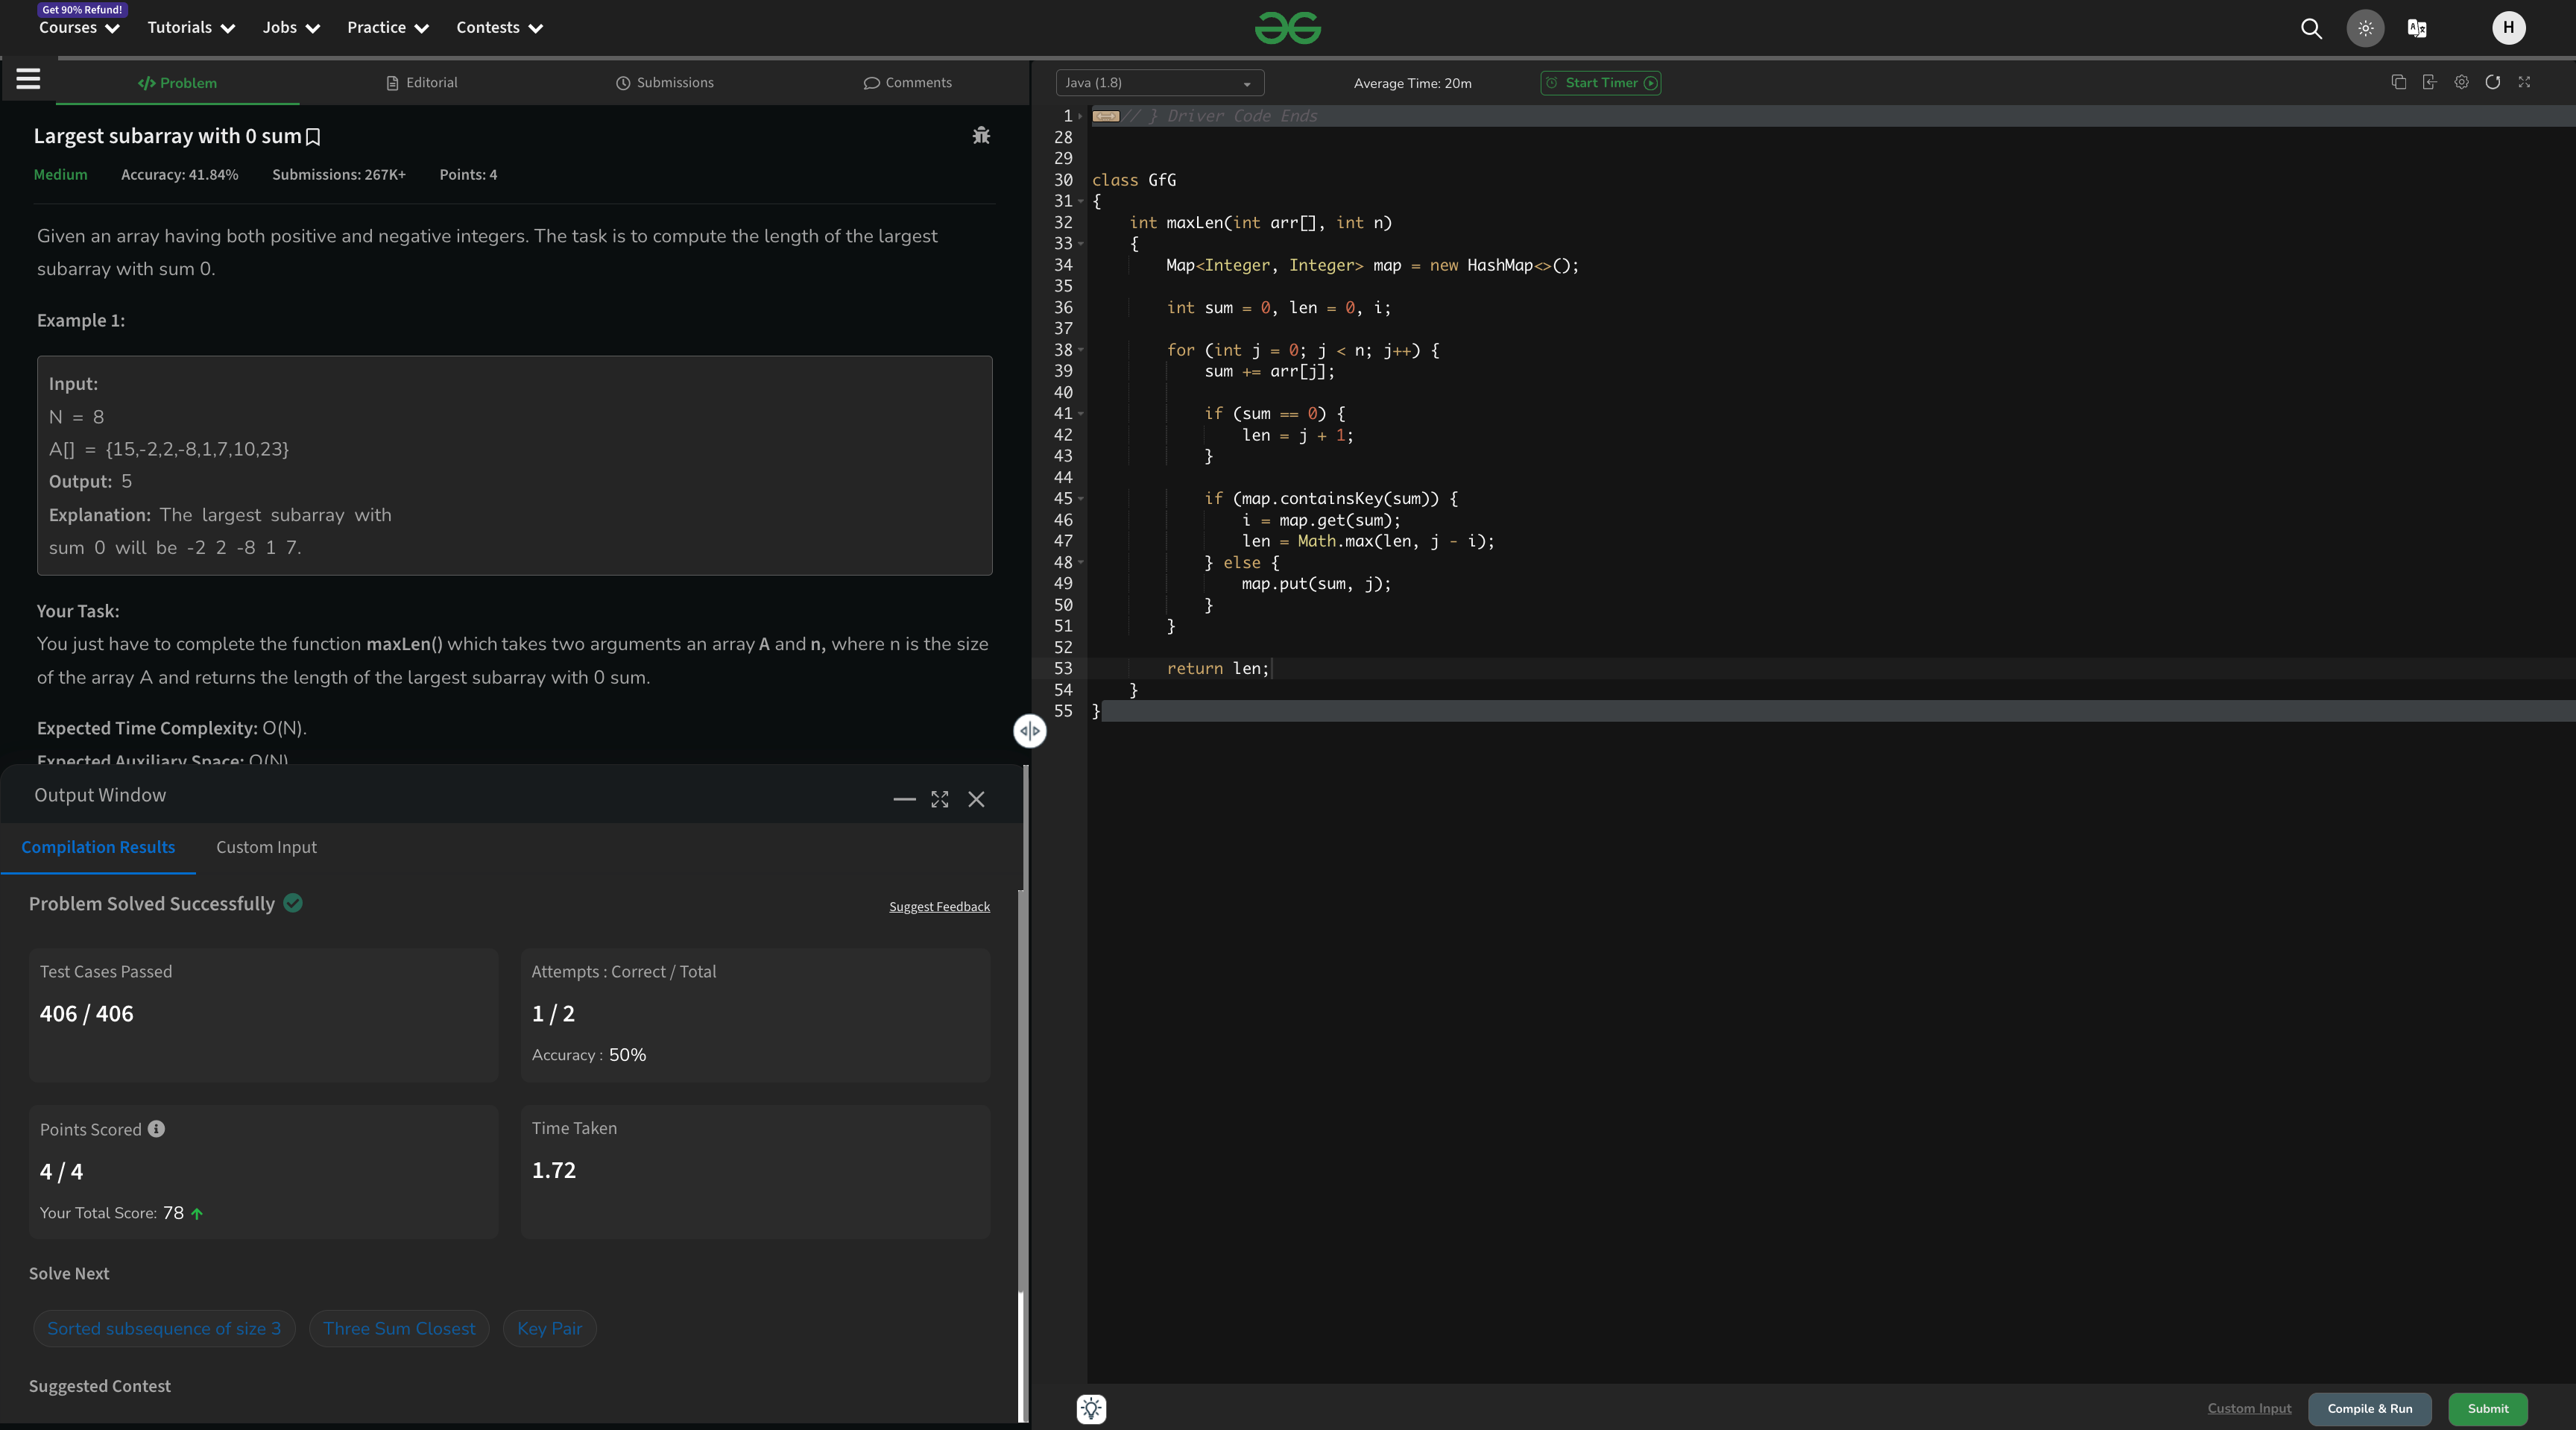 Get 90% Refund!
Courses Tutorials Jobs Practice Contests
H
Problem Editorial Submissions Comments
Largest subarray with 0 sum
Medium Accuracy: 41.84% Submissions: 267K+ Points: 4
Given an array having both positive and negative integers. The task is to compute the length of the largest
subarray with sum 0.
Example 1:
Input:
N = 8
A[] = {15,-2,2,-8,1,7,10,23}
Output: 5
Explanation: The largest subarray with
sum 0 will be -2 2 -8 1 7.
Your Task:
You just have to complete the function maxLen() which takes two arguments an array A and n, where n is the size
of the array A and returns the length of the largest subarray with 0 sum.
Expected Time Complexity: O(N).
Expected Auxiliary Space: O(N)
Output Window
Compilation Results Custom Input
Problem Solved Successfully
Suggest Feedback
Test Cases Passed
406 / 406
Attempts : Correct / Total
1 / 2
Accuracy : 50%
Points Scored
4 / 4
Your Total Score: 78
Time Taken
1.72
Solve Next
Sorted subsequence of size 3 Three Sum Closest Key Pair
Suggested Contest
Java (1.8) Average Time: 20m Start Timer
1 // } Driver Code Ends
28
29
30 class GfG
31 {
32 int maxLen(int arr[], int n)
33 {
34 Map<Integer, Integer> map = new HashMap<>();
35
36 int sum = 0, len = 0, i;
37
38 for (int j = 0; j < n; j++) {
39 sum += arr[j];
40
41 if (sum == 0) {
42 len = j + 1;
43 }
44
45 if (map.containsKey(sum)) {
46 i = map.get(sum);
47 len = Math.max(len, j - i);
48 } else {
49 map.put(sum, j);
50 }
51 }
52
53 return len;
54 }
55 }
Custom Input Compile & Run Submit